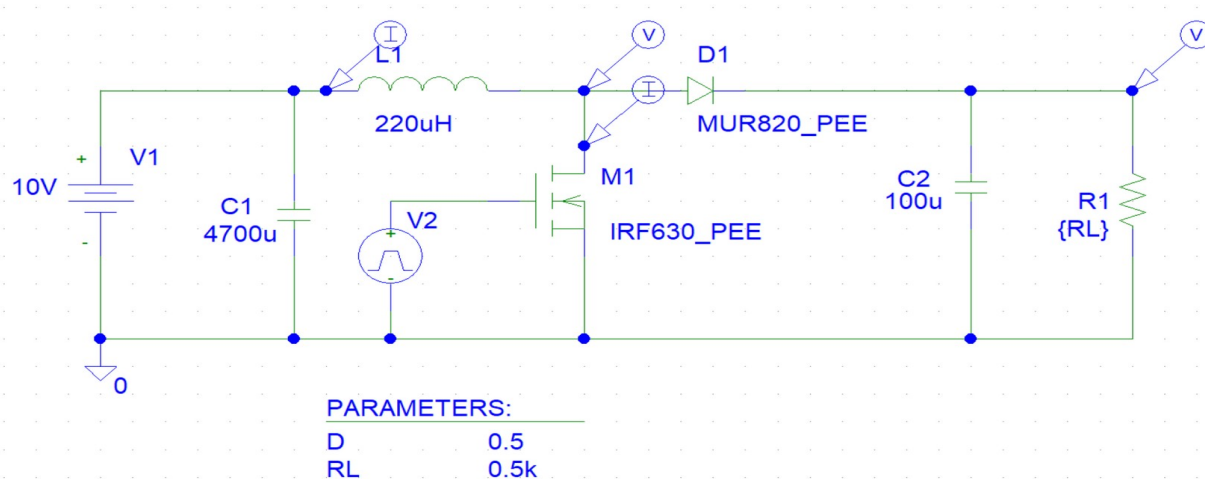 I
V
V
L1
D1
I
220uH
MUR820_PEE
+
V1
10V
-
C1
4700u
V2
+
-
M1
IRF630_PEE
C2
100u
R1
{RL}
0
PARAMETERS:
D 0.5
RL 0.5k